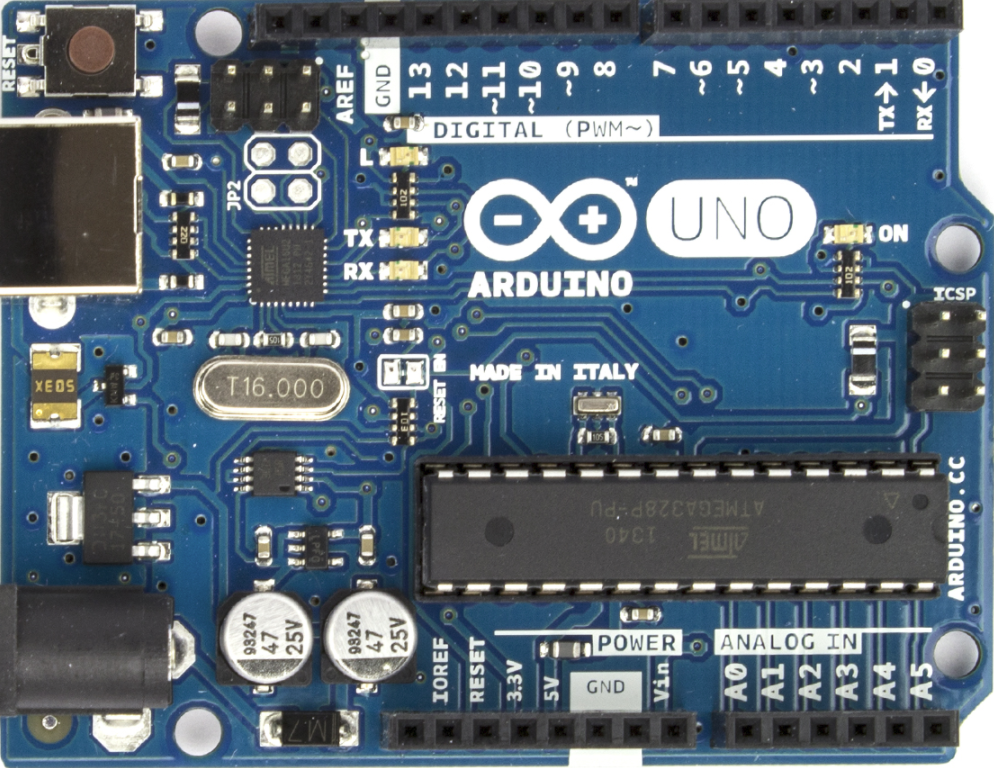 RESET
AREF
GND
13
12
~11
~10
~9
8
7
~6
~5
4
~3
2
TX→1
RX←0
DIGITAL (PWM~)
L
JP2
TX
RX
™
UNO
ON
ARDUINO
ICSP
T16.000
RESET EN
MADE IN ITALY
ATMEL
ATMEGA328P-PU
1340
ARDUINO.CC
98247
47
25V
98247
47
25V
POWER
ANALOG IN
IOREF
RESET
3.3V
5V
GND
Vin
A0
A1
A2
A3
A4
A5
M7